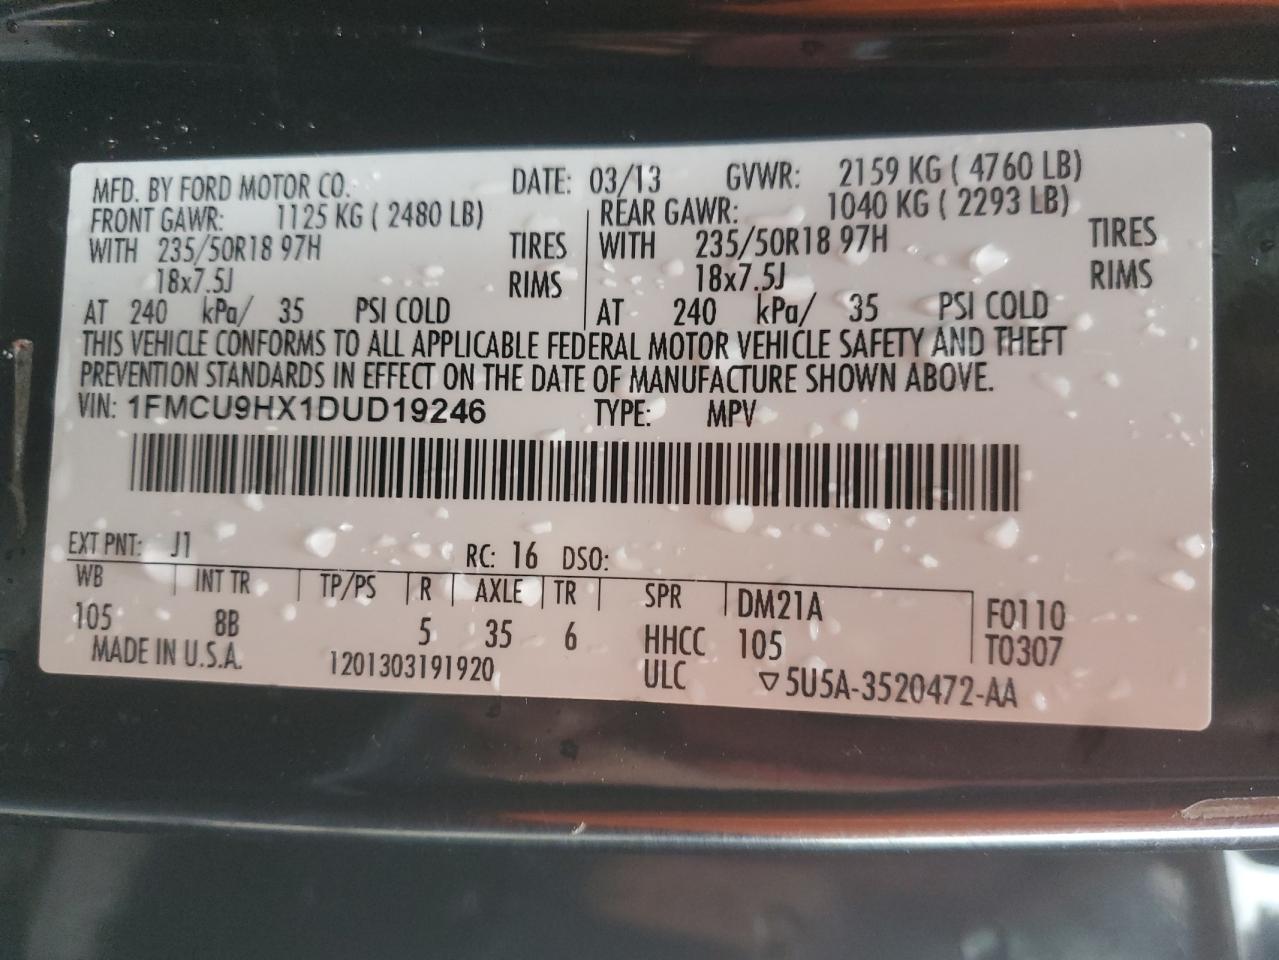 MFD. BY FORD MOTOR CO. DATE: 03/13 GVWR: 2159 KG ( 4760 LB)
FRONT GAWR: 1125 KG ( 2480 LB) REAR GAWR: 1040 KG ( 2293 LB)
WITH 235/50R18 97H TIRES WITH 235/50R18 97H TIRES
18x7.5J RIMS 18x7.5J RIMS
AT 240 kPa/ 35 PSI COLD AT 240 kPa/ 35 PSI COLD
THIS VEHICLE CONFORMS TO ALL APPLICABLE FEDERAL MOTOR VEHICLE SAFETY AND THEFT
PREVENTION STANDARDS IN EFFECT ON THE DATE OF MANUFACTURE SHOWN ABOVE.
VIN: 1FMCU9HX1DUD19246 TYPE: MPV
EXT PNT: J1 RC: 16 DSO:
WB INT TR TP/PS R AXLE TR SPR DM21A F0110
105 8B 5 35 6 HHCC 105 T0307
MADE IN U.S.A. 1201303191920 ULC ▽5U5A-3520472-AA